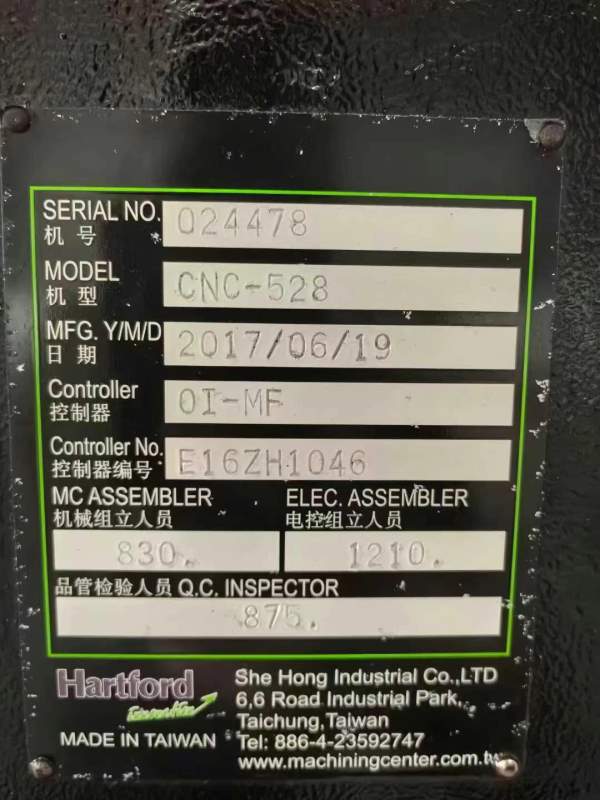 SERIAL NO. 024478
机 号
MODEL CNC-528
机 型
MFG. Y/M/D 2017/06/19
日 期
Controller 0I-MF
控制器
Controller No. E16ZH1046
控制器编号
MC ASSEMBLER ELEC. ASSEMBLER
机械组立人员 电控组立人员
830. 1210.
品管检验人员 Q.C. INSPECTOR
875.
Hartford
She Hong Industrial Co.,LTD
6,6 Road Industrial Park,
Taichung,Taiwan
MADE IN TAIWAN Tel: 886-4-23592747
www.machiningcenter.com.tw